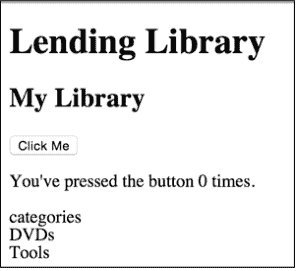 Lending Library
My Library
Click Me
You've pressed the button 0 times.
categories
DVDs
Tools